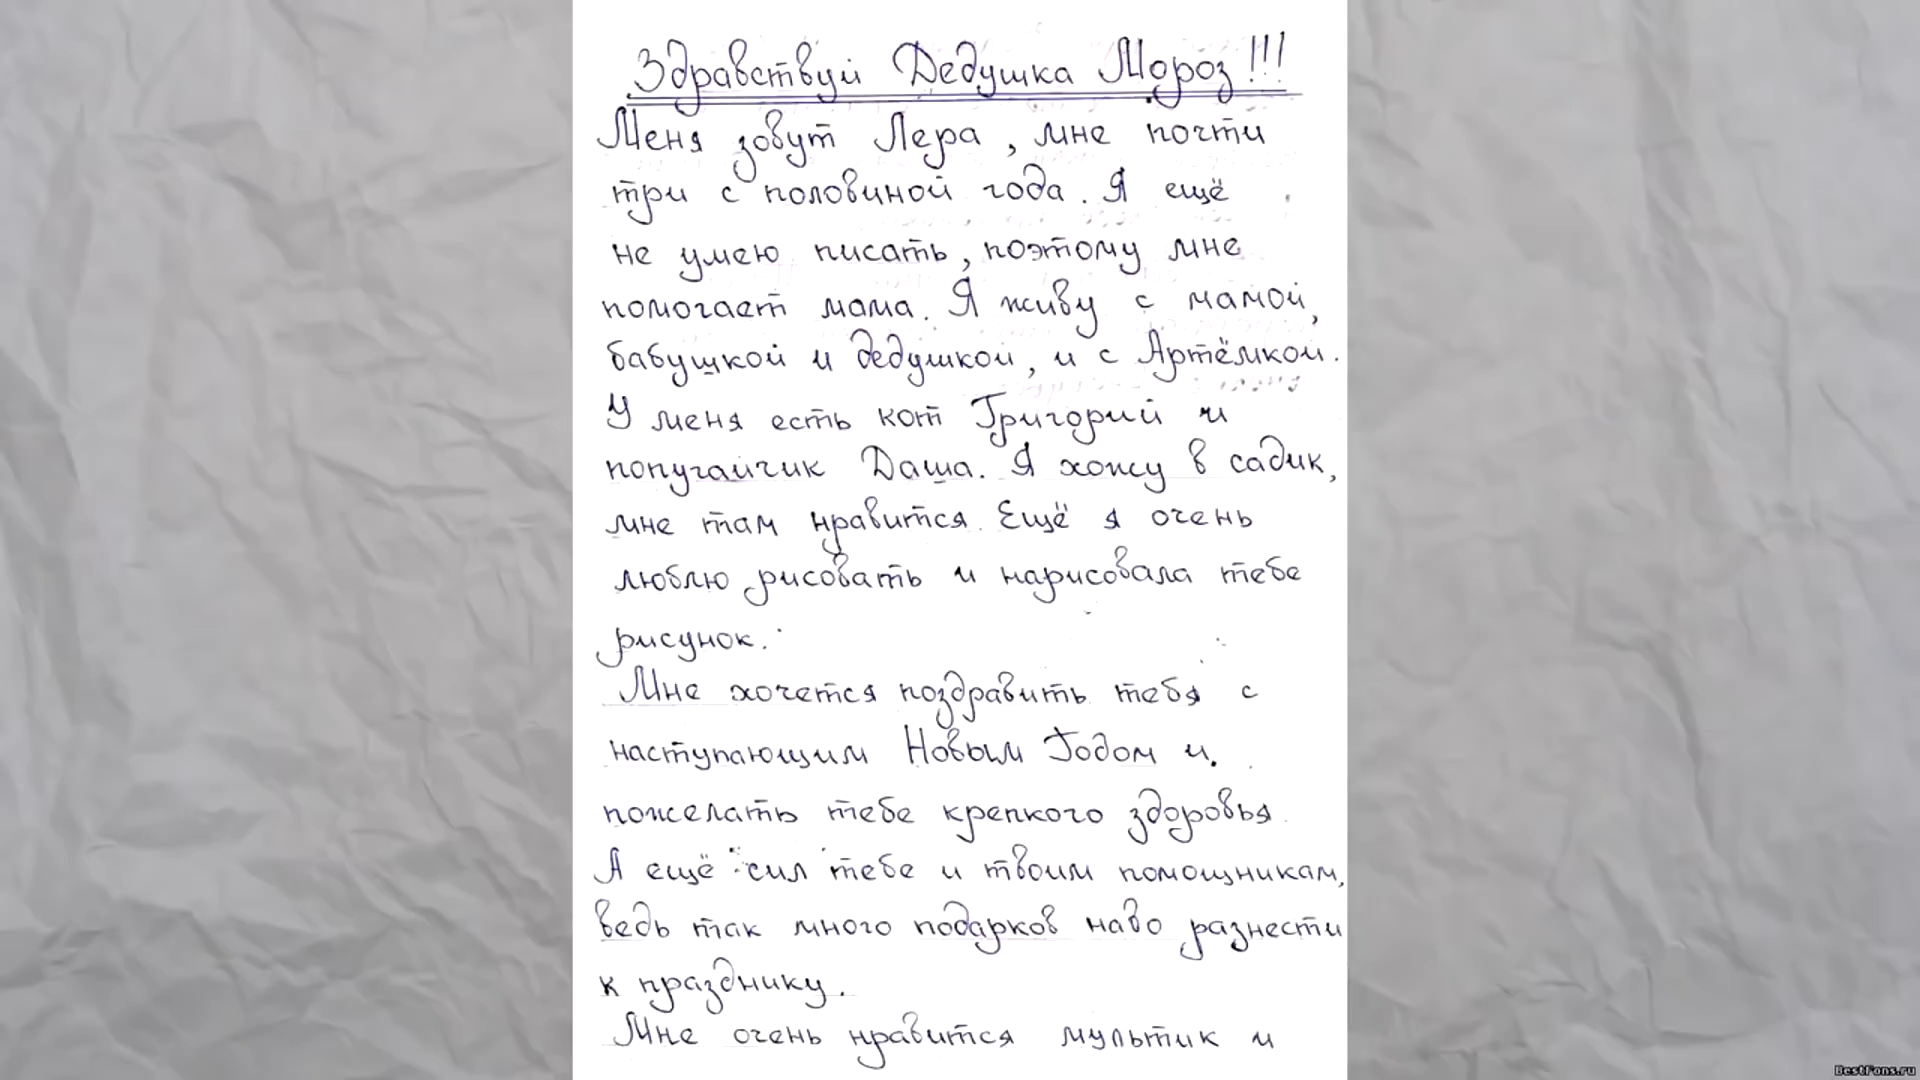 Здравствуй Дедушка Мороз!!!
Меня зовут Лера, мне почти
три с половиной года. Я ещё
не умею писать, поэтому мне
помогает мама. Я живу с мамой,
бабушкой и дедушкой, и с Артёмкой.
У меня есть кот Григорий и
попугайчик Даша. Я хожу в садик,
мне там нравится. Ещё я очень
люблю рисовать и нарисовала тебе
рисунок.
Мне хочется поздравить тебя с
наступающим Новым Годом и
пожелать тебе крепкого здоровья.
А ещё сил тебе и твоим помощникам,
ведь так много подарков надо разнести
к празднику.
Мне очень нравится мультик и
BestFons.ru